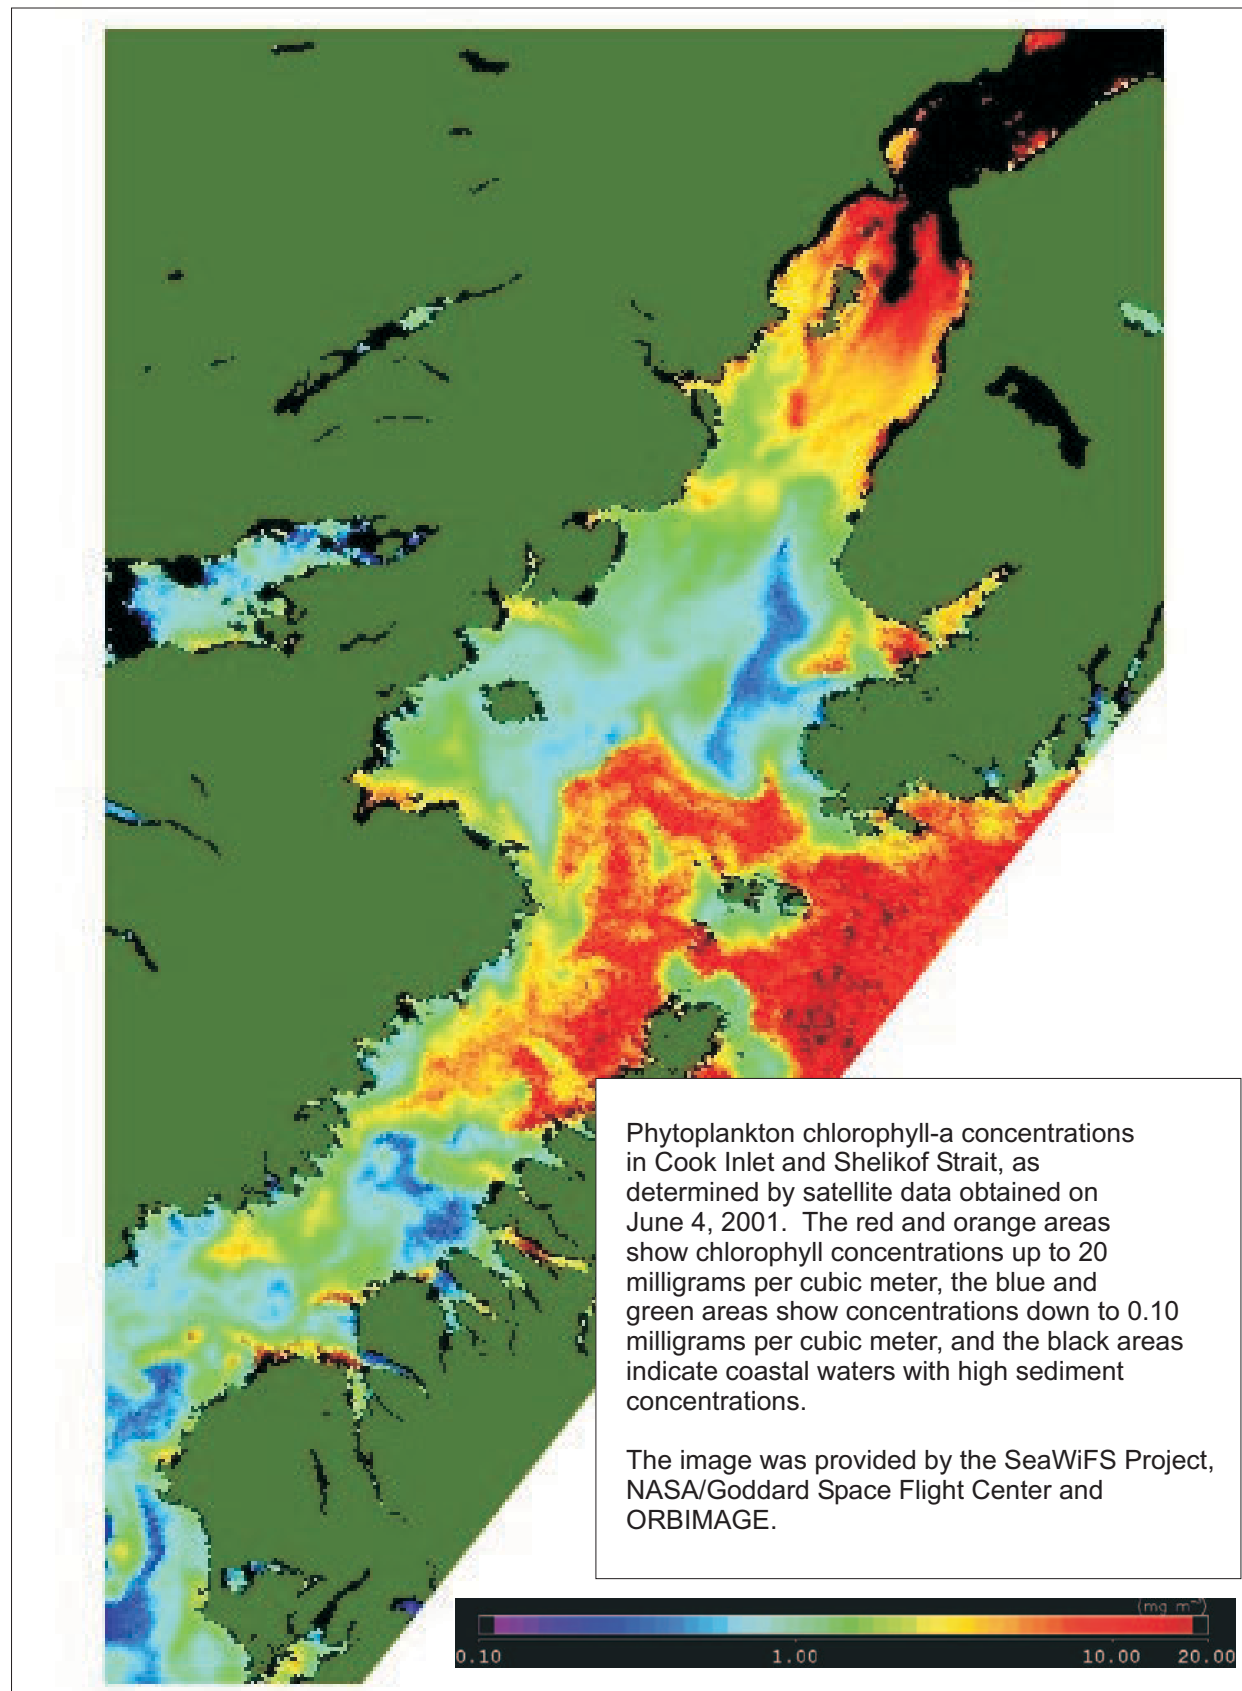 Phytoplankton chlorophyll-a concentrations
in Cook Inlet and Shelikof Strait, as
determined by satellite data obtained on
June 4, 2001.  The red and orange areas
show chlorophyll concentrations up to 20
milligrams per cubic meter, the blue and
green areas show concentrations down to 0.10
milligrams per cubic meter, and the black areas
indicate coastal waters with high sediment
concentrations.
The image was provided by the SeaWiFS Project,
NASA/Goddard Space Flight Center and
ORBIMAGE.
(mg m⁻³)
0.10 1.00 10.00 20.00